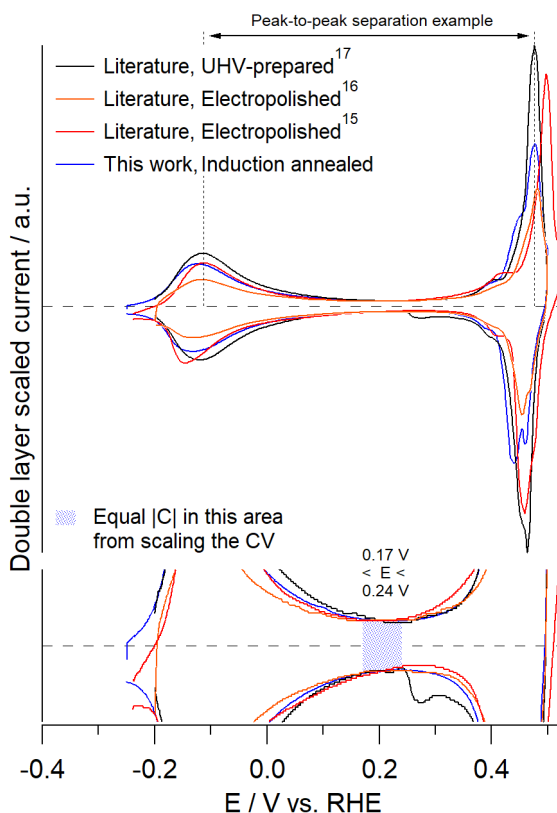 Peak-to-peak separation example
Literature, UHV-prepared17
Literature, Electropolished16
Literature, Electropolished15
This work, Induction annealed
Double layer scaled current / a.u.
Equal |C| in this area
from scaling the CV
0.17 V
< E <
0.24 V
-0.4 -0.2 0.0 0.2 0.4
E / V vs. RHE